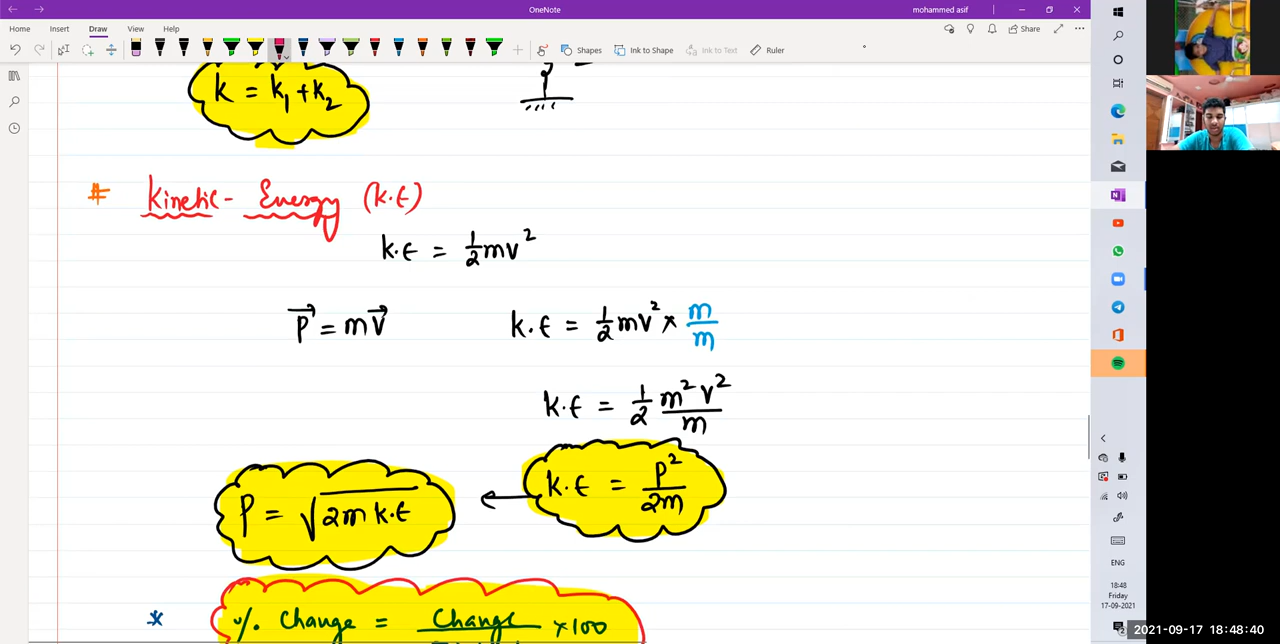 OneNote
mohammed asif
Home Insert Draw View Help
Shapes Ink to Shape Ink to Text Ruler Share
k = k₁ + k₂
# Kinetic - Energy (k.E)
k.E = 1/2 mv²
P⃗ = mv⃗
k.E = 1/2 mv² × m/m
k.E = 1/2 m²v²/m
k.E = P²/2m
P = √2m k.E
* % Change = Change ×100
ENG
18:48
Friday
17-09-2021
2021-09-17 18:48:40